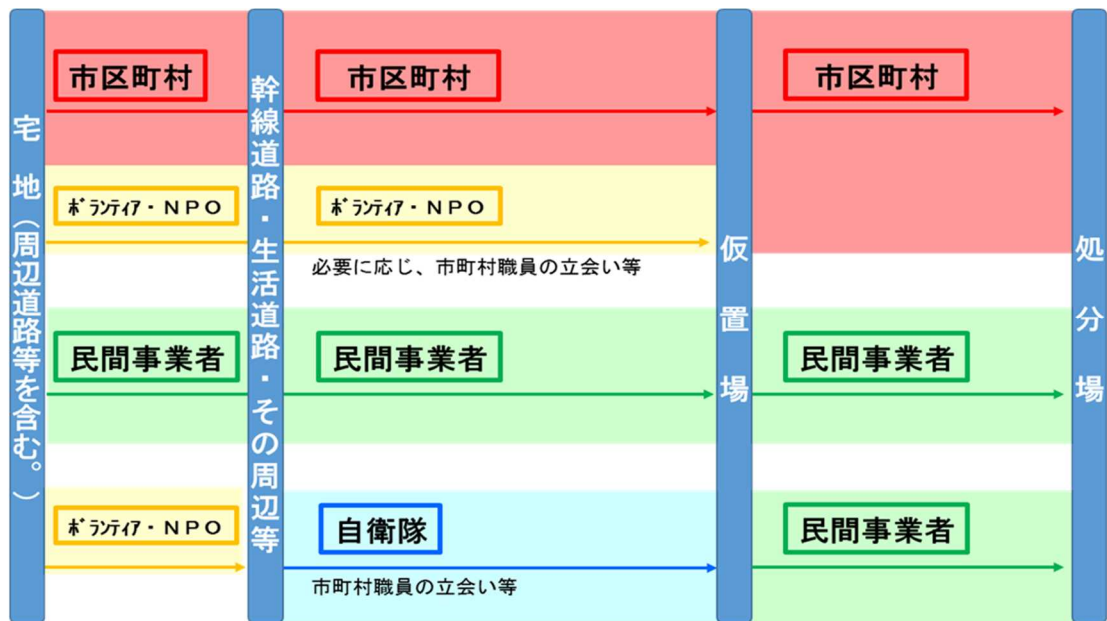 宅地(周辺道路等を含む。)
幹線道路・生活道路・その周辺等
仮置場
処分場
市区町村
市区町村
市区町村
ボランティア・NPO
ボランティア・NPO
必要に応じ、市町村職員の立会い等
民間事業者
民間事業者
民間事業者
ボランティア・NPO
自衛隊
民間事業者
市町村職員の立会い等